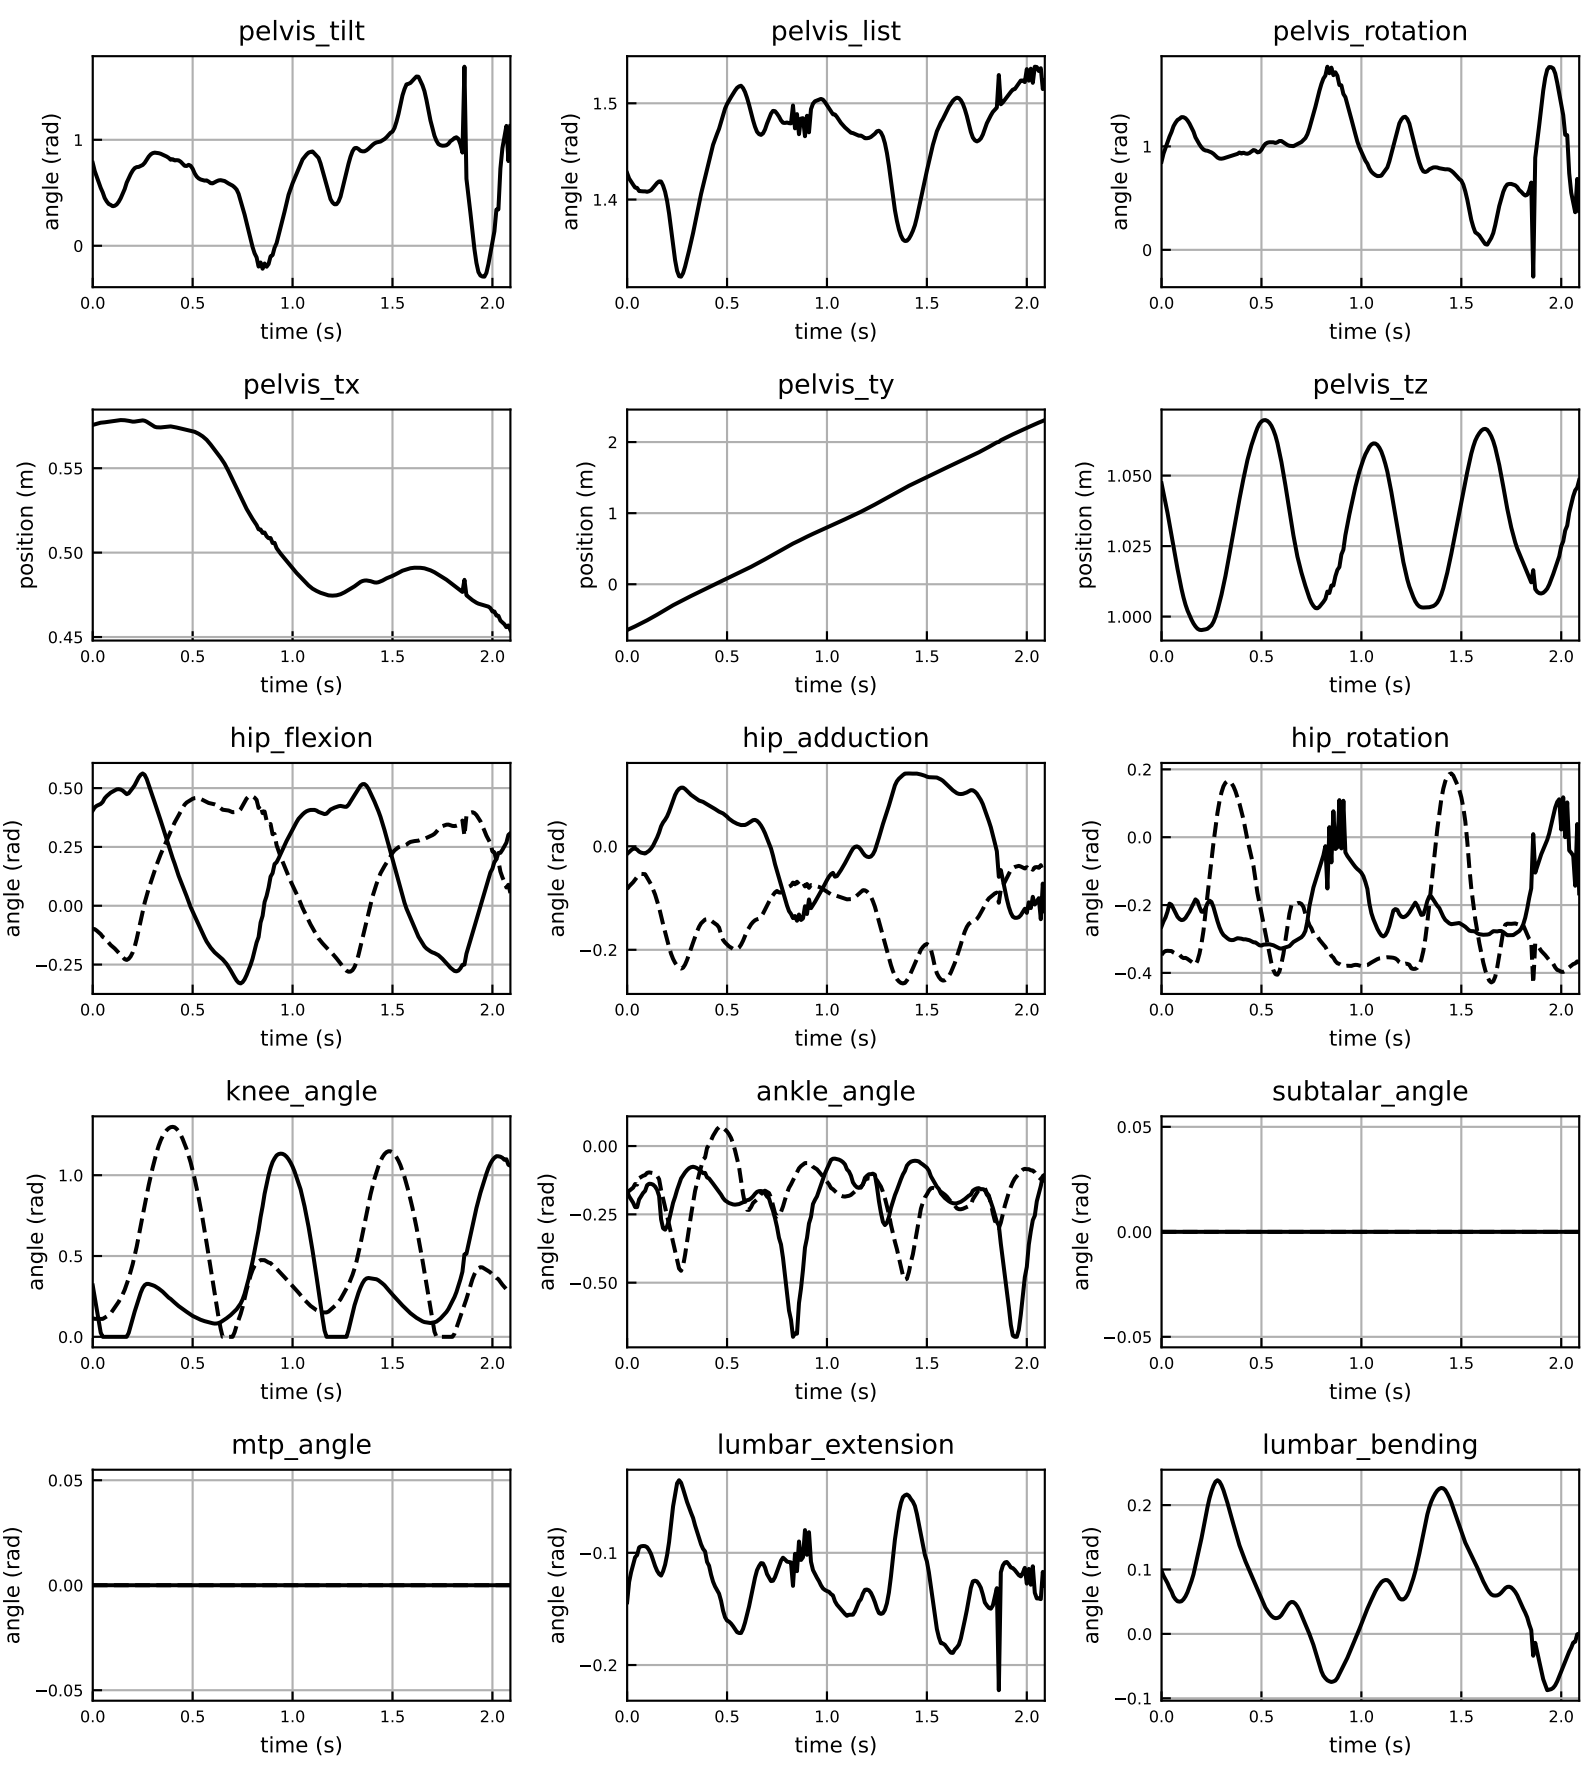 pelvis_tilt
angle (rad)
1
0
0.0 0.5 1.0 1.5 2.0
time (s)
pelvis_list
angle (rad)
1.5
1.4
0.0 0.5 1.0 1.5 2.0
time (s)
pelvis_rotation
angle (rad)
1
0
0.0 0.5 1.0 1.5 2.0
time (s)
pelvis_tx
position (m)
0.55
0.50
0.45
0.0 0.5 1.0 1.5 2.0
time (s)
pelvis_ty
position (m)
2
1
0
0.0 0.5 1.0 1.5 2.0
time (s)
pelvis_tz
position (m)
1.050
1.025
1.000
0.0 0.5 1.0 1.5 2.0
time (s)
hip_flexion
angle (rad)
0.50
0.25
0.00
−0.25
0.0 0.5 1.0 1.5 2.0
time (s)
hip_adduction
angle (rad)
0.0
−0.2
0.0 0.5 1.0 1.5 2.0
time (s)
hip_rotation
angle (rad)
0.2
0.0
−0.2
−0.4
0.0 0.5 1.0 1.5 2.0
time (s)
knee_angle
angle (rad)
1.0
0.5
0.0
0.0 0.5 1.0 1.5 2.0
time (s)
ankle_angle
angle (rad)
0.00
−0.25
−0.50
0.0 0.5 1.0 1.5 2.0
time (s)
subtalar_angle
angle (rad)
0.05
0.00
−0.05
0.0 0.5 1.0 1.5 2.0
time (s)
mtp_angle
angle (rad)
0.05
0.00
−0.05
0.0 0.5 1.0 1.5 2.0
time (s)
lumbar_extension
angle (rad)
−0.1
−0.2
0.0 0.5 1.0 1.5 2.0
time (s)
lumbar_bending
angle (rad)
0.2
0.1
0.0
−0.1
0.0 0.5 1.0 1.5 2.0
time (s)